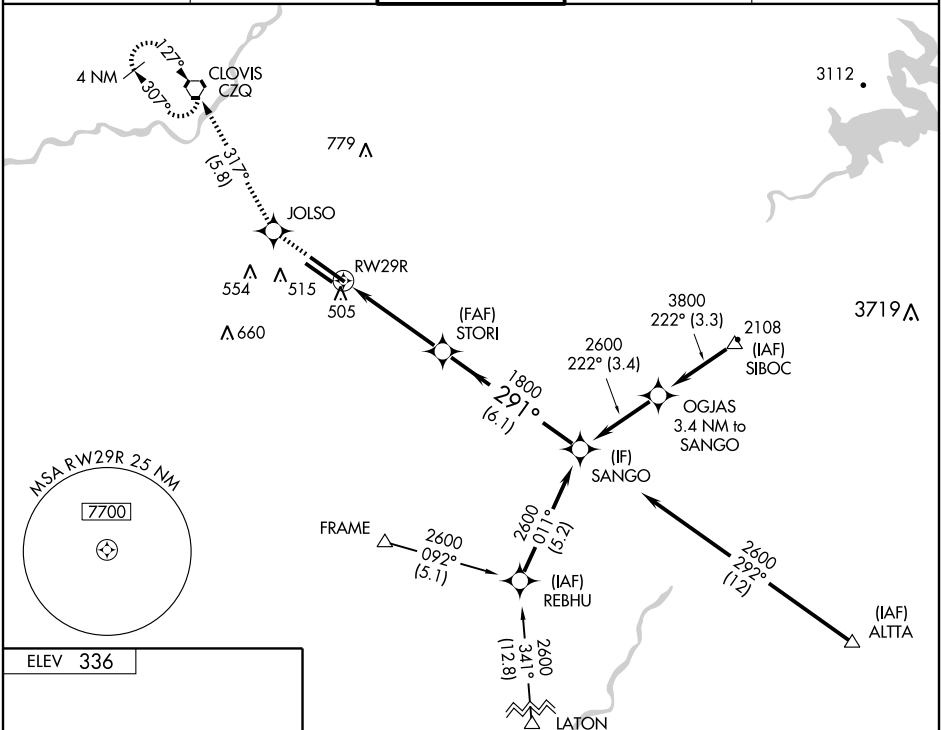 127°
4 NM
307°
CLOVIS
CZQ
3112
779
317°
(5.8)
JOLSO
RW29R
554
515
505
660
(FAF)
STORI
3800
222° (3.3)
2600
222° (3.4)
2108
(IAF)
SIBOC
3719
1800
291°
(6.1)
OGJAS
3.4 NM to
SANGO
(IF)
SANGO
MSA RW29R 25 NM
7700
FRAME
2600
092°
(5.1)
2600
011°
(5.2)
(IAF)
REBHU
2600
292°
(12)
(IAF)
ALTTA
2600
341°
(12.8)
LATON
ELEV 336